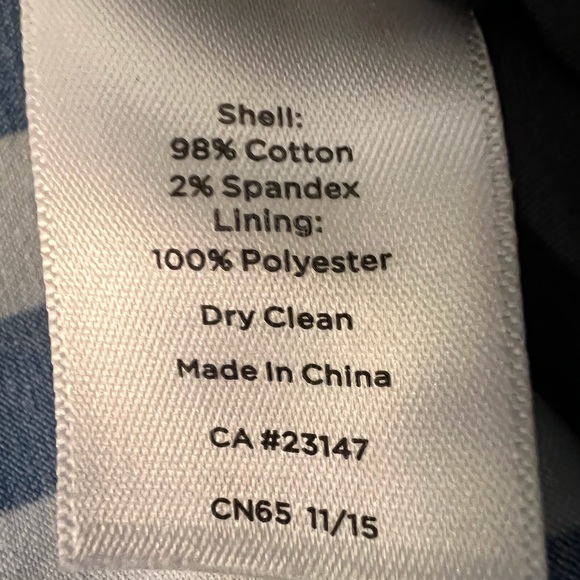 Shell:
98% Cotton
2% Spandex
Lining:
100% Polyester
Dry Clean
Made In China
CA #23147
CN65 11/15